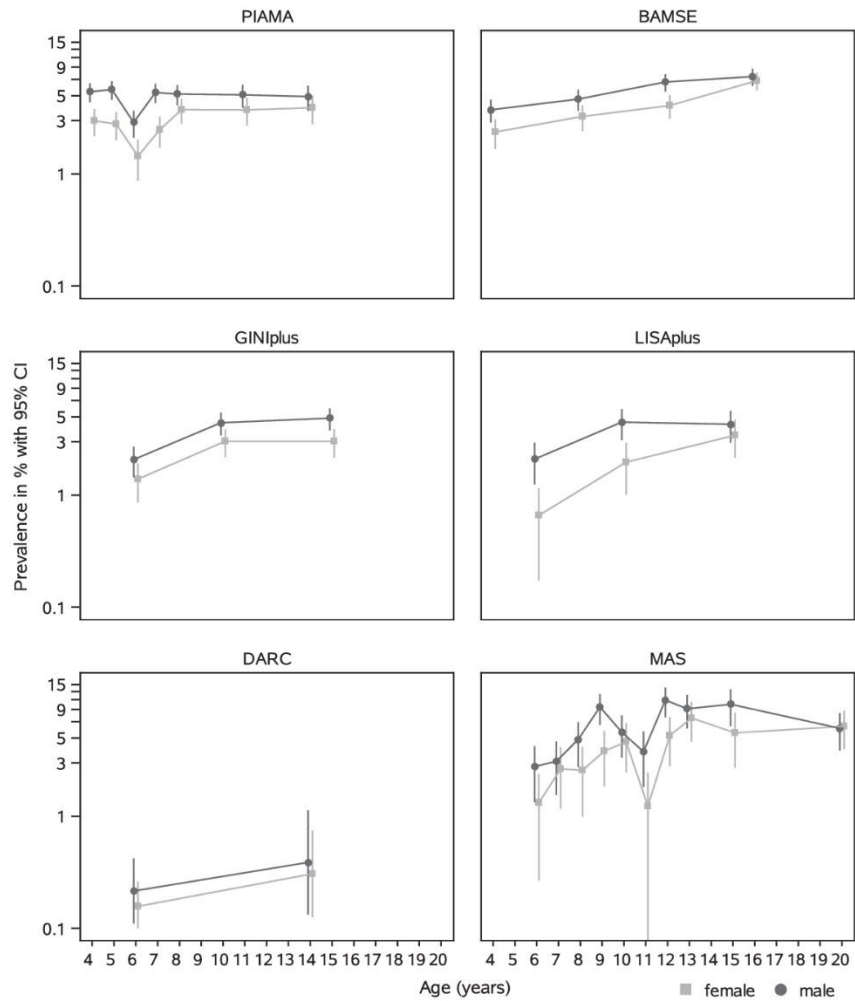 PIAMA
BAMSE
15
9
5
3
1
0.1
GINIplus
LISAplus
15
9
5
3
1
0.1
Prevalence in % with 95% CI
DARC
MAS
15
9
5
3
1
0.1
4 5 6 7 8 9 10 11 12 13 14 15 16 17 18 19 20
4 5 6 7 8 9 10 11 12 13 14 15 16 17 18 19 20
Age (years)
female male